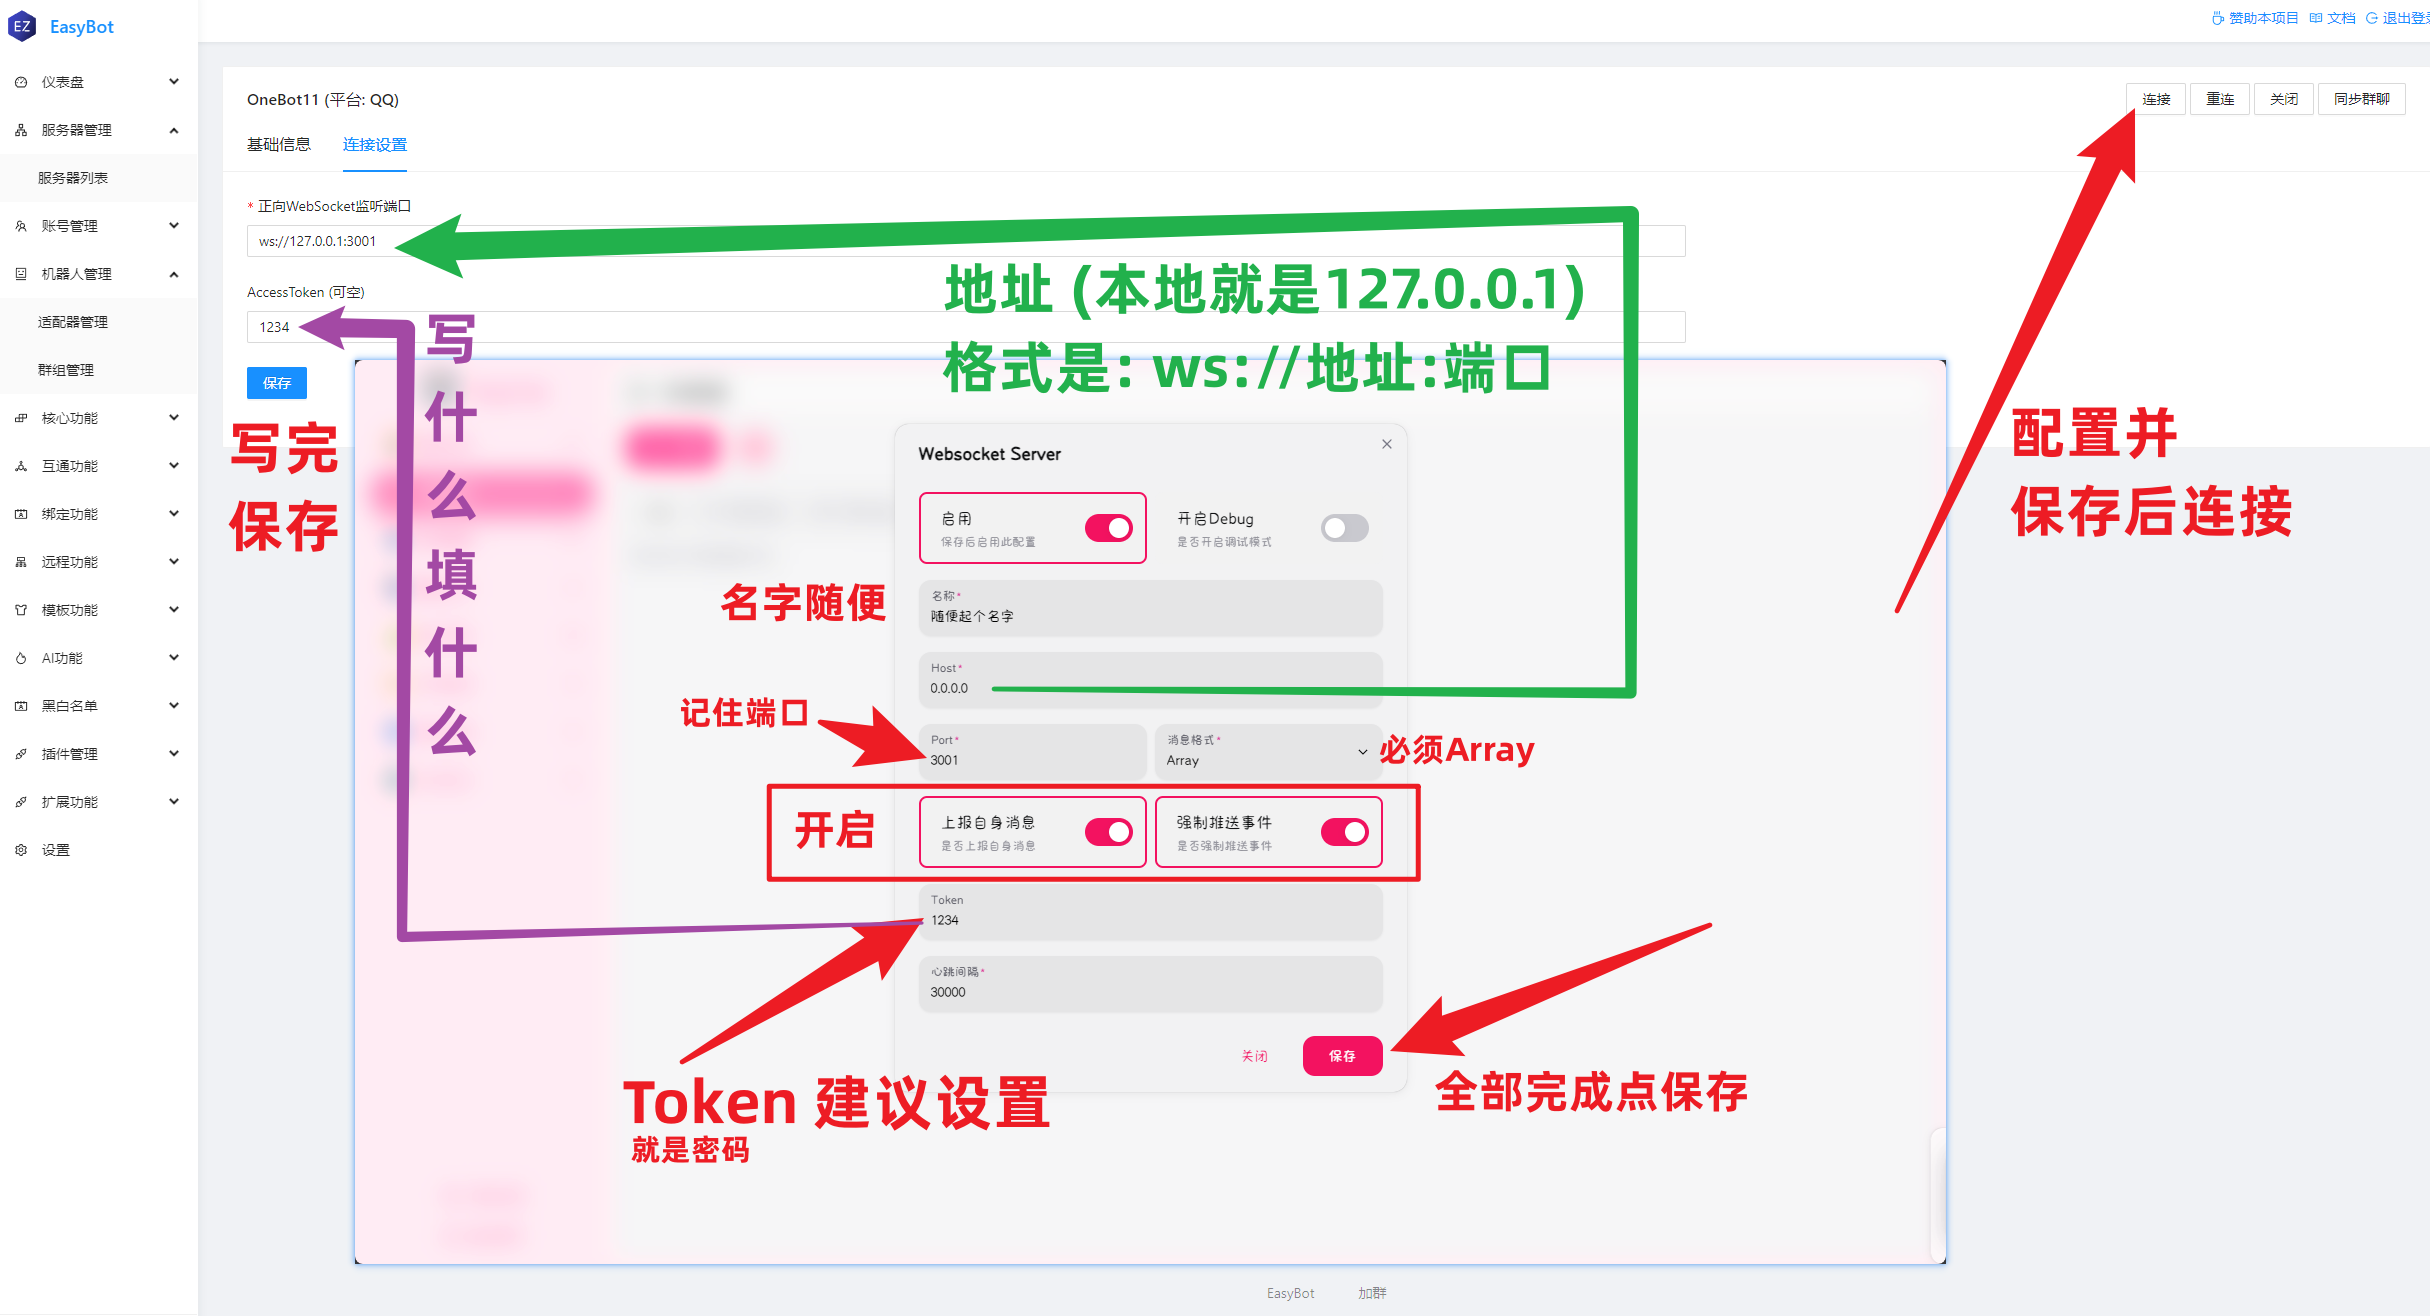 EZ EasyBot
赞助本项目 文档 退出登录
仪表盘
服务器管理
服务器列表
账号管理
机器人管理
适配器管理
群组管理
核心功能
互通功能
绑定功能
远程功能
模板功能
AI功能
黑白名单
插件管理
扩展功能
设置
OneBot11 (平台: QQ)
连接 重连 关闭 同步群聊
基础信息 连接设置
* 正向WebSocket监听端口
ws://127.0.0.1:3001
AccessToken (可空)
1234
保存
写完
保存
写什么填什么
地址 (本地就是127.0.0.1)
格式是: ws://地址:端口
配置并
保存后连接
Websocket Server
启用
保存后启用此配置
开启Debug
是否开启调试模式
名字随便
名称*
随便起个名字
Host*
0.0.0.0
记住端口
Port*
3001
消息格式*
Array
必须Array
开启
上报自身消息
是否上报自身消息
强制推送事件
是否强制推送事件
Token
1234
心跳间隔*
30000
关闭 保存
Token 建议设置
就是密码
全部完成点保存
EasyBot 加群